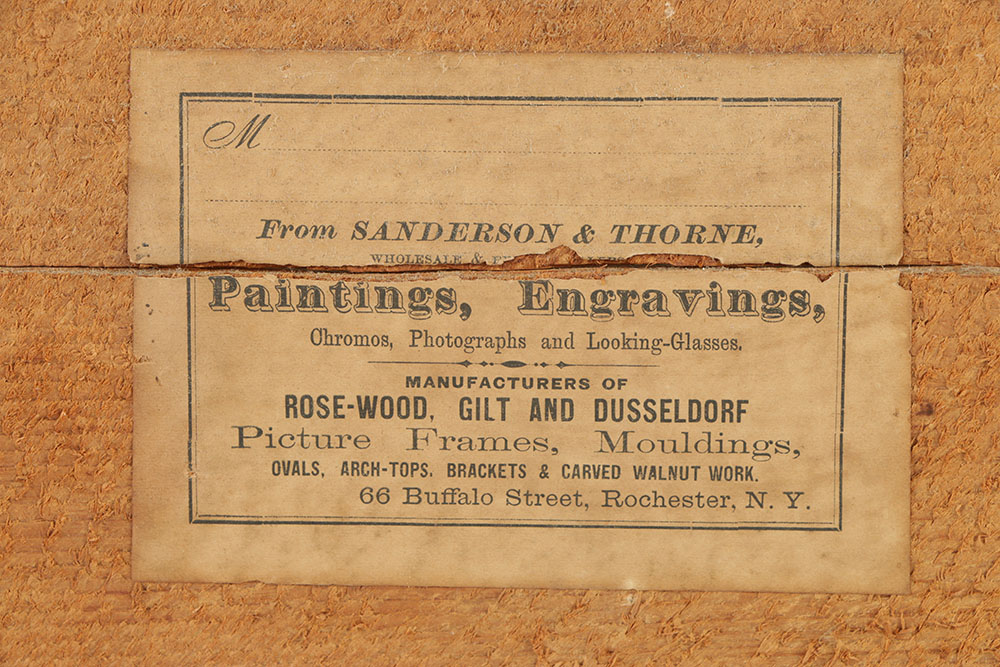 M
From SANDERSON & THORNE,
WHOLESALE &
Paintings, Engravings,
Chromos, Photographs and Looking-Glasses.
MANUFACTURERS OF
ROSE-WOOD, GILT AND DUSSELDORF
Picture Frames, Mouldings,
OVALS, ARCH-TOPS, BRACKETS & CARVED WALNUT WORK.
66 Buffalo Street, Rochester, N. Y.